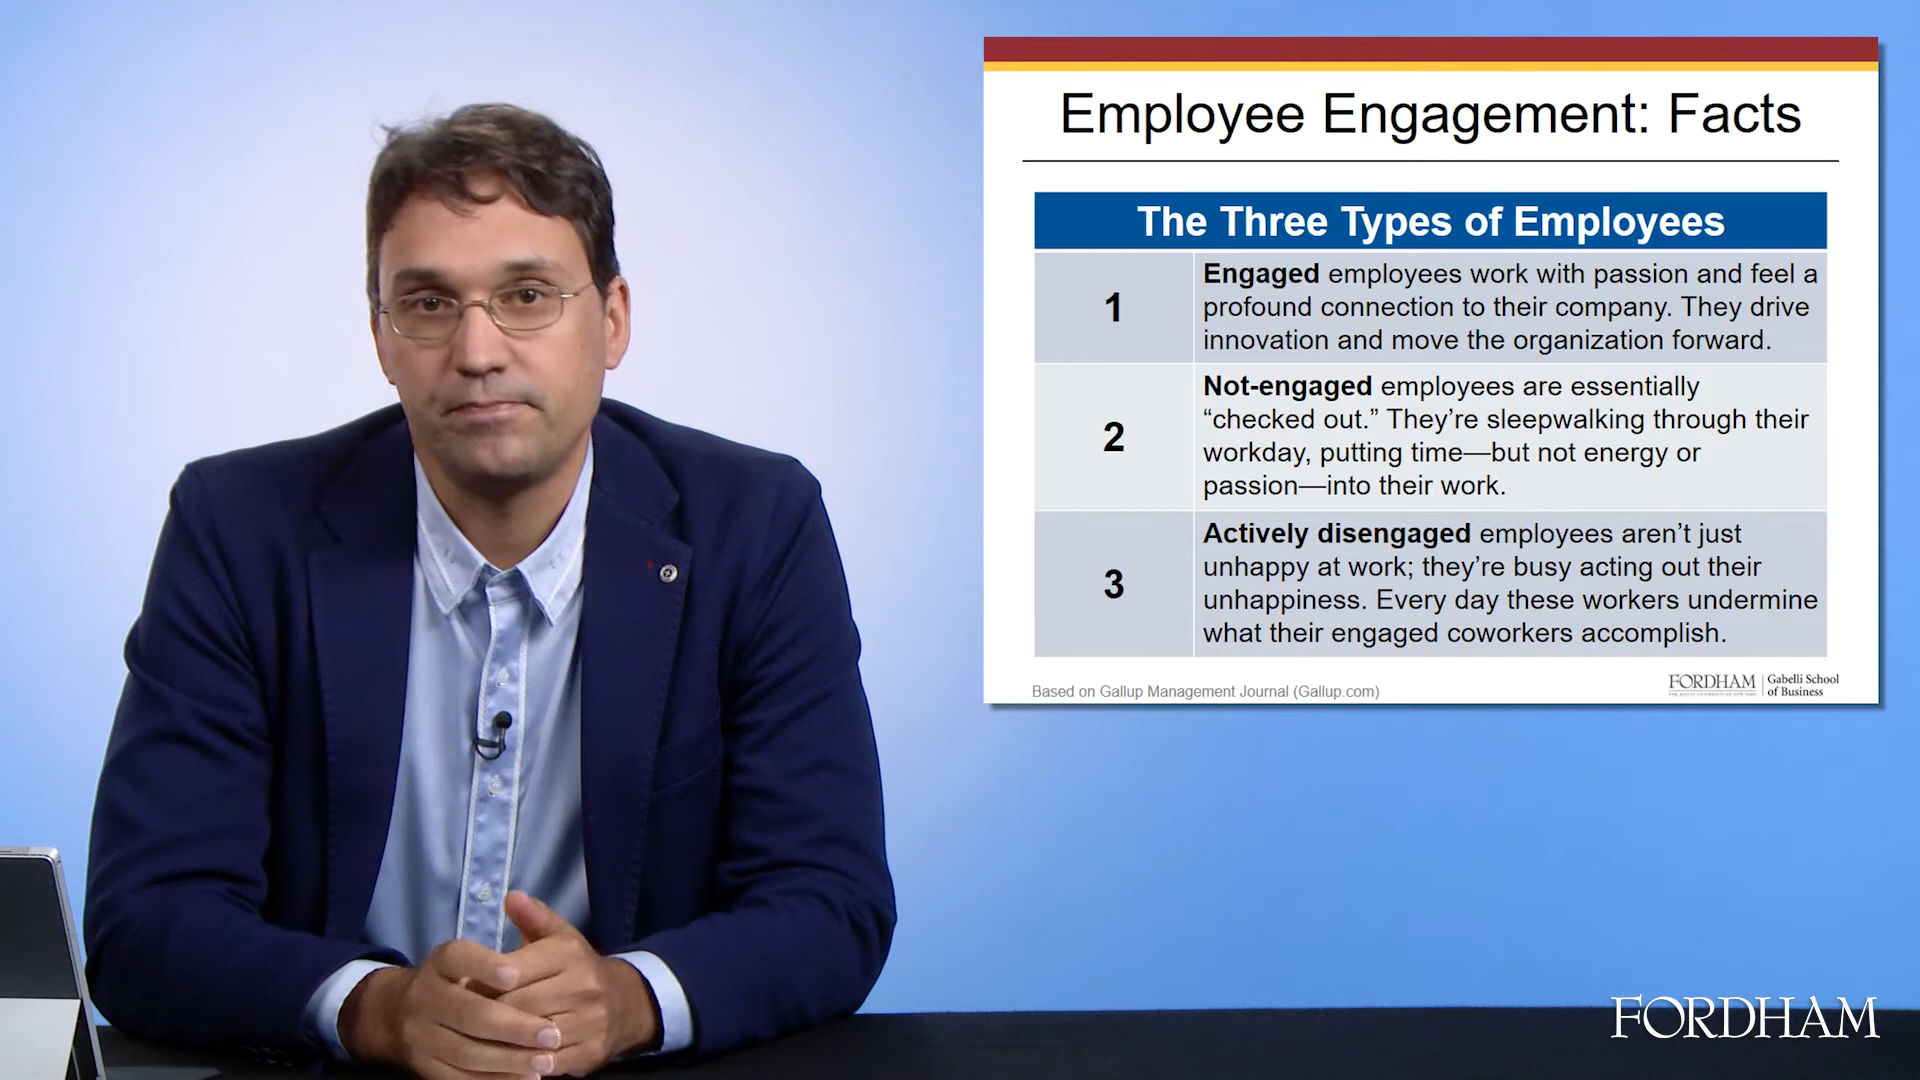 Employee Engagement: Facts
The Three Types of Employees
1
Engaged employees work with passion and feel a
profound connection to their company. They drive
innovation and move the organization forward.
2
Not-engaged employees are essentially
“checked out.” They’re sleepwalking through their
workday, putting time—but not energy or
passion—into their work.
3
Actively disengaged employees aren’t just
unhappy at work; they’re busy acting out their
unhappiness. Every day these workers undermine
what their engaged coworkers accomplish.
Based on Gallup Management Journal (Gallup.com)
FORDHAM
Gabelli School
of Business
FORDHAM